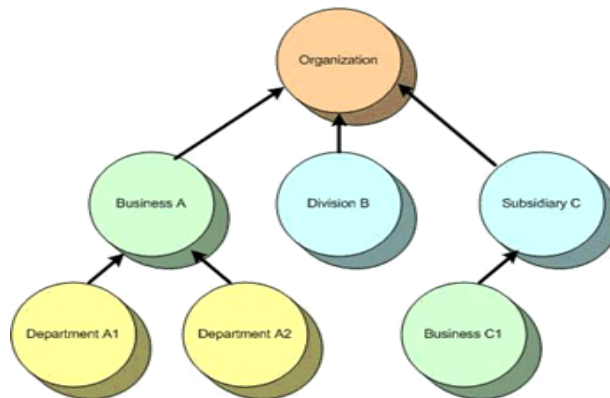 Organization
Business A
Division B
Subsidiary C
Department A1
Department A2
Business C1